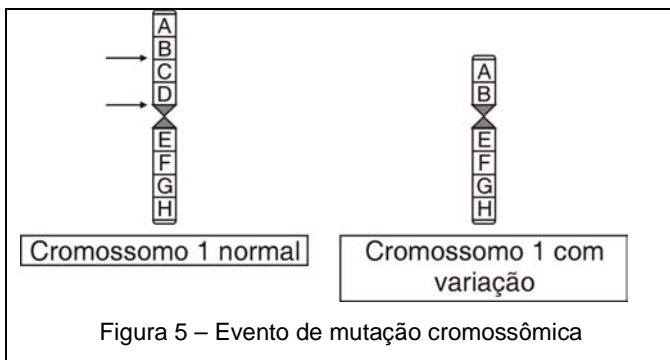 A
B
C
D
E
F
G
H
A
B
E
F
G
H
Cromossomo 1 normal
Cromossomo 1 com
variação
Figura 5 – Evento de mutação cromossômica